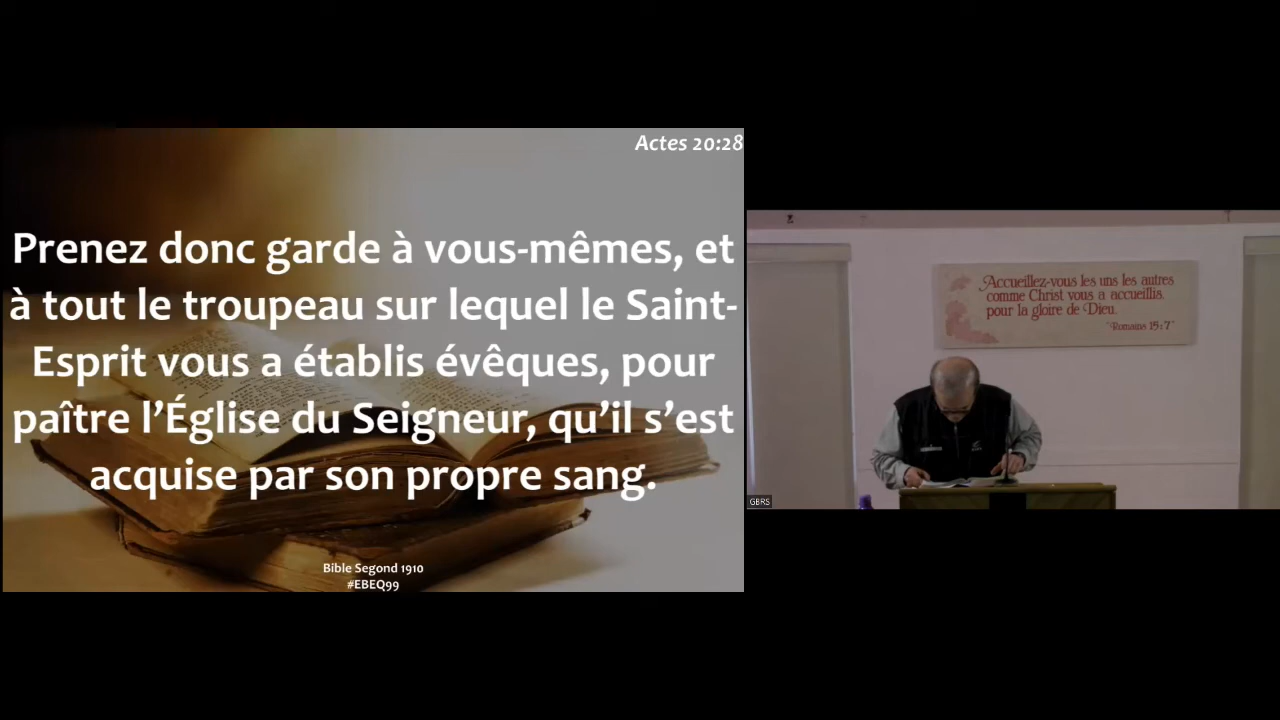 Actes 20:28
Prenez donc garde à vous-mêmes, et
à tout le troupeau sur lequel le Saint-
Esprit vous a établis évêques, pour
paître l’Église du Seigneur, qu’il s’est
acquise par son propre sang.
Bible Segond 1910
#EBEQ99
Accueillez-vous les uns les autres
comme Christ vous a accueillis,
pour la gloire de Dieu.
"Romains 15:7"
GBRS